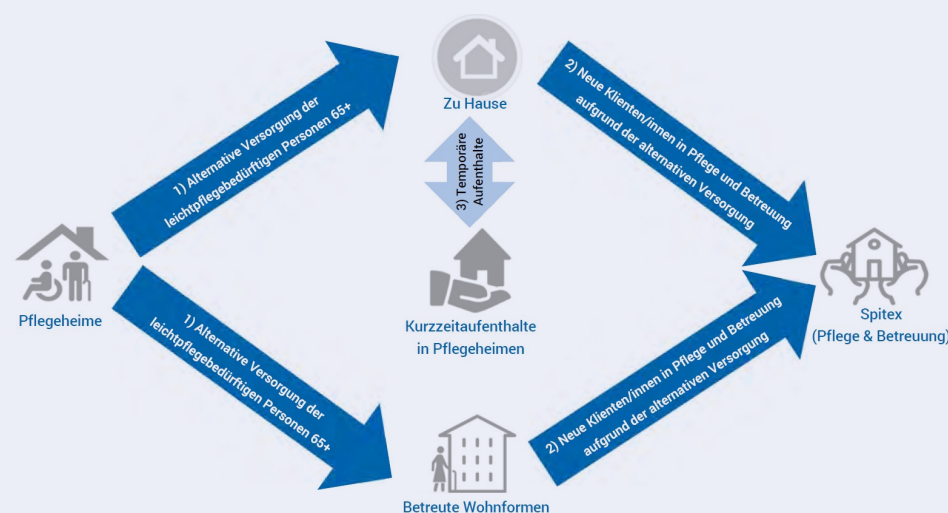 Zu Hause
1) Alternative Versorgung der
leichtpflegebedürftigen Personen 65+
2) Neue Klienten/innen in Pflege und Betreuung
aufgrund der alternativen Versorgung
3) Temporäre
Aufenthalte
Pflegeheime
Kurzzeitaufenthalte
in Pflegeheimen
Spitex
(Pflege & Betreuung)
1) Alternative Versorgung der
leichtpflegebedürftigen Personen 65+
2) Neue Klienten/innen in Pflege und Betreuung
aufgrund der alternativen Versorgung
Betreute Wohnformen